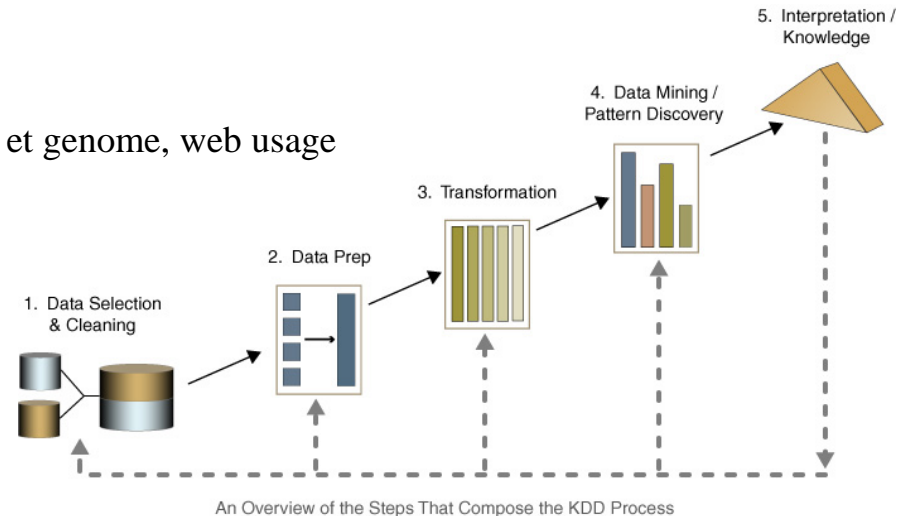 5. Interpretation /
Knowledge
4. Data Mining /
Pattern Discovery
et genome, web usage
3. Transformation
2. Data Prep
1. Data Selection
& Cleaning
An Overview of the Steps That Compose the KDD Process